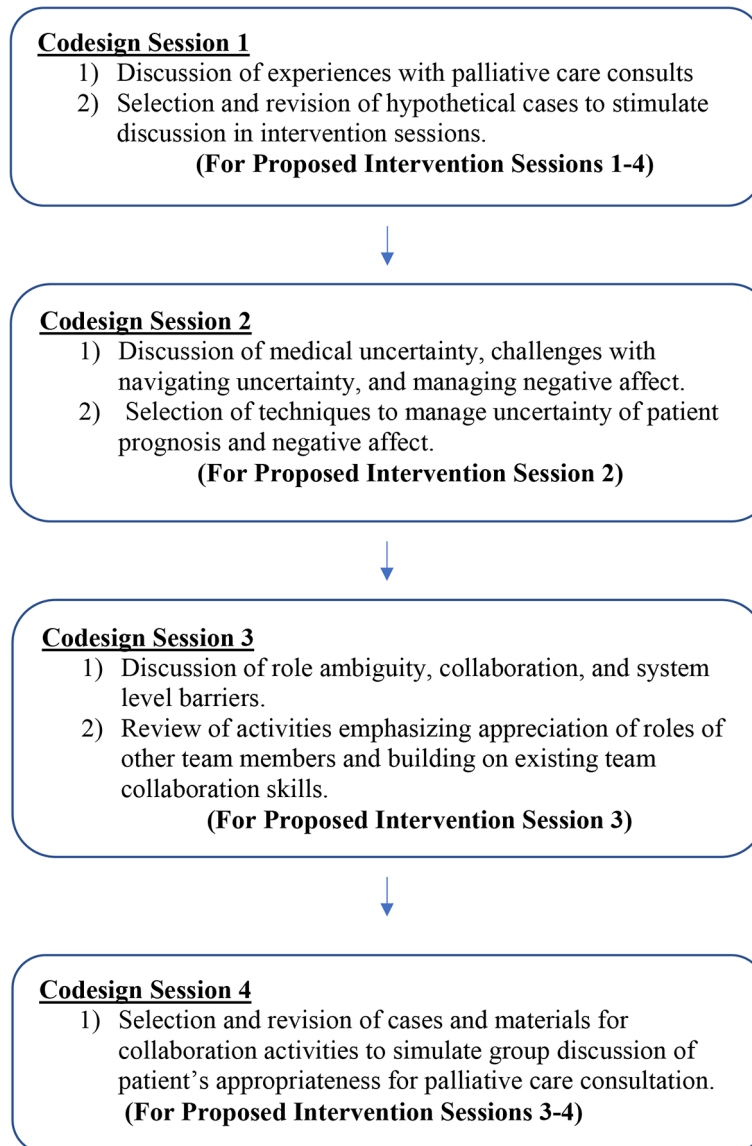 Codesign Session 1
1) Discussion of experiences with palliative care consults
2) Selection and revision of hypothetical cases to stimulate
discussion in intervention sessions.
(For Proposed Intervention Sessions 1-4)
Codesign Session 2
1) Discussion of medical uncertainty, challenges with
navigating uncertainty, and managing negative affect.
2) Selection of techniques to manage uncertainty of patient
prognosis and negative affect.
(For Proposed Intervention Session 2)
Codesign Session 3
1) Discussion of role ambiguity, collaboration, and system
level barriers.
2) Review of activities emphasizing appreciation of roles of
other team members and building on existing team
collaboration skills.
(For Proposed Intervention Session 3)
Codesign Session 4
1) Selection and revision of cases and materials for
collaboration activities to simulate group discussion of
patient's appropriateness for palliative care consultation.
(For Proposed Intervention Sessions 3-4)